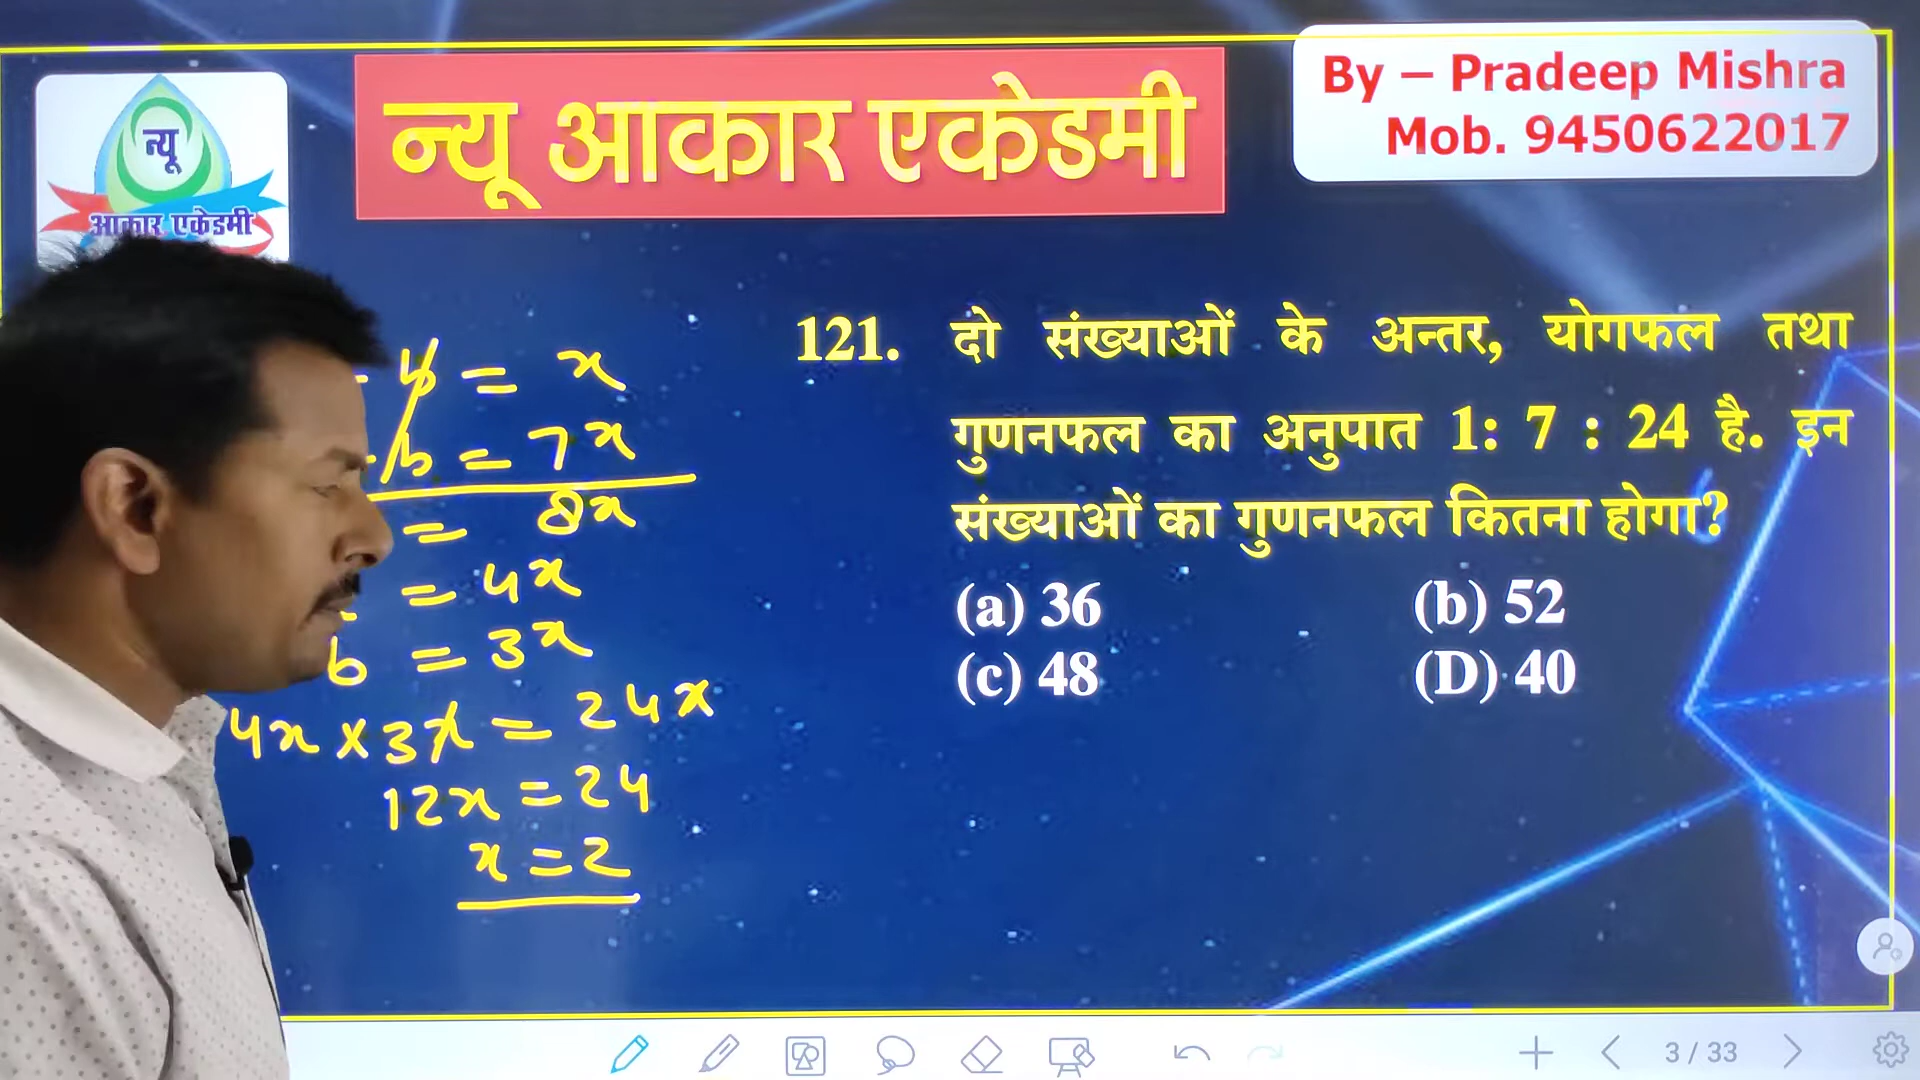 न्यू
आकार एकेडमी
न्यू आकार एकेडमी
By – Pradeep Mishra
Mob. 9450622017
121. दो संख्याओं के अन्तर, योगफल तथा
गुणनफल का अनुपात 1: 7 : 24 है. इन
संख्याओं का गुणनफल कितना होगा?
(a) 36 (b) 52
(c) 48 (D) 40
- b = x
b = 7x
= 8x
= 4x
b = 3x
4x × 3x = 24x
12x = 24
x = 2
3 / 33